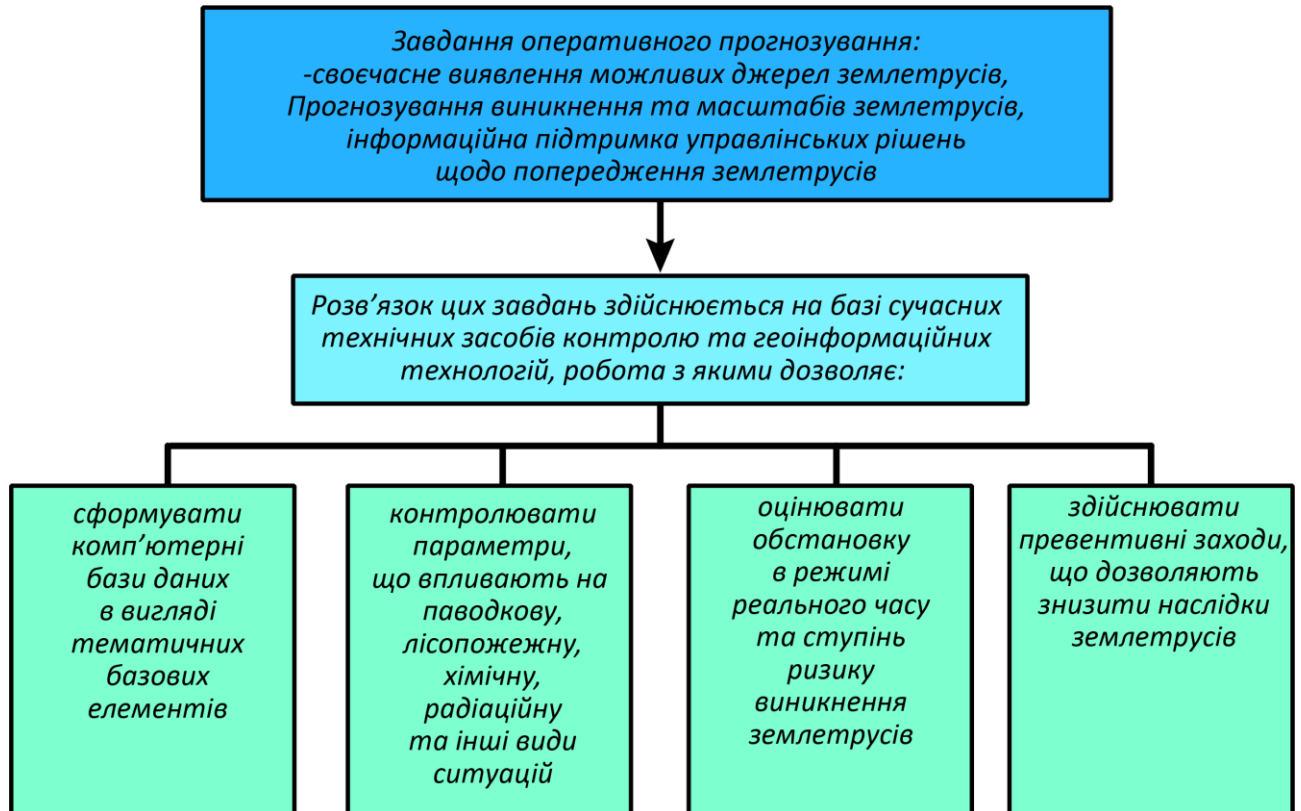 Завдання оперативного прогнозування:
-своєчасне виявлення можливих джерел землетрусів,
Прогнозування виникнення та масштабів землетрусів,
інформаційна підтримка управлінських рішень
щодо попередження землетрусів
Розв’язок цих завдань здійснюється на базі сучасних
технічних засобів контролю та геоінформаційних
технологій, робота з якими дозволяє:
сформувати
комп’ютерні
бази даних
в вигляді
тематичних
базових
елементів
контролювати
параметри,
що впливають на
паводкову,
лісопожежну,
хімічну,
радіаційну
та інші види
ситуацій
оцінювати
обстановку
в режимі
реального часу
та ступінь
ризику
виникнення
землетрусів
здійснювати
превентивні заходи,
що дозволяють
знизити наслідки
землетрусів